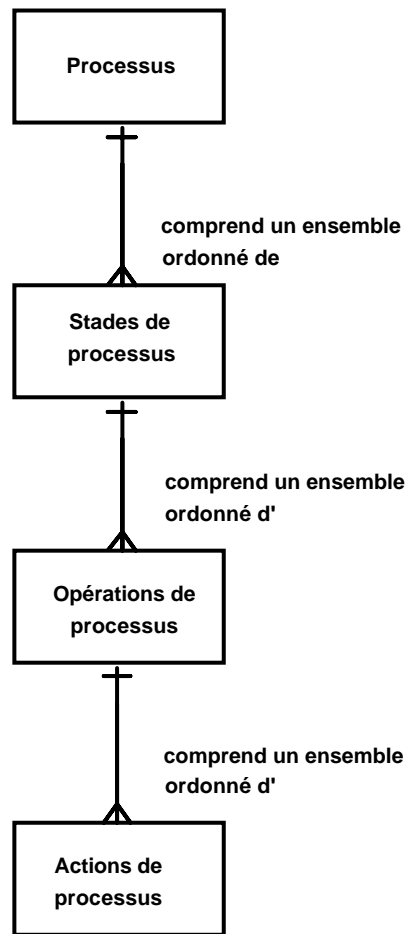 Processus
comprend un ensemble
ordonné de
Stades de
processus
comprend un ensemble
ordonné d'
Opérations de
processus
comprend un ensemble
ordonné d'
Actions de
processus